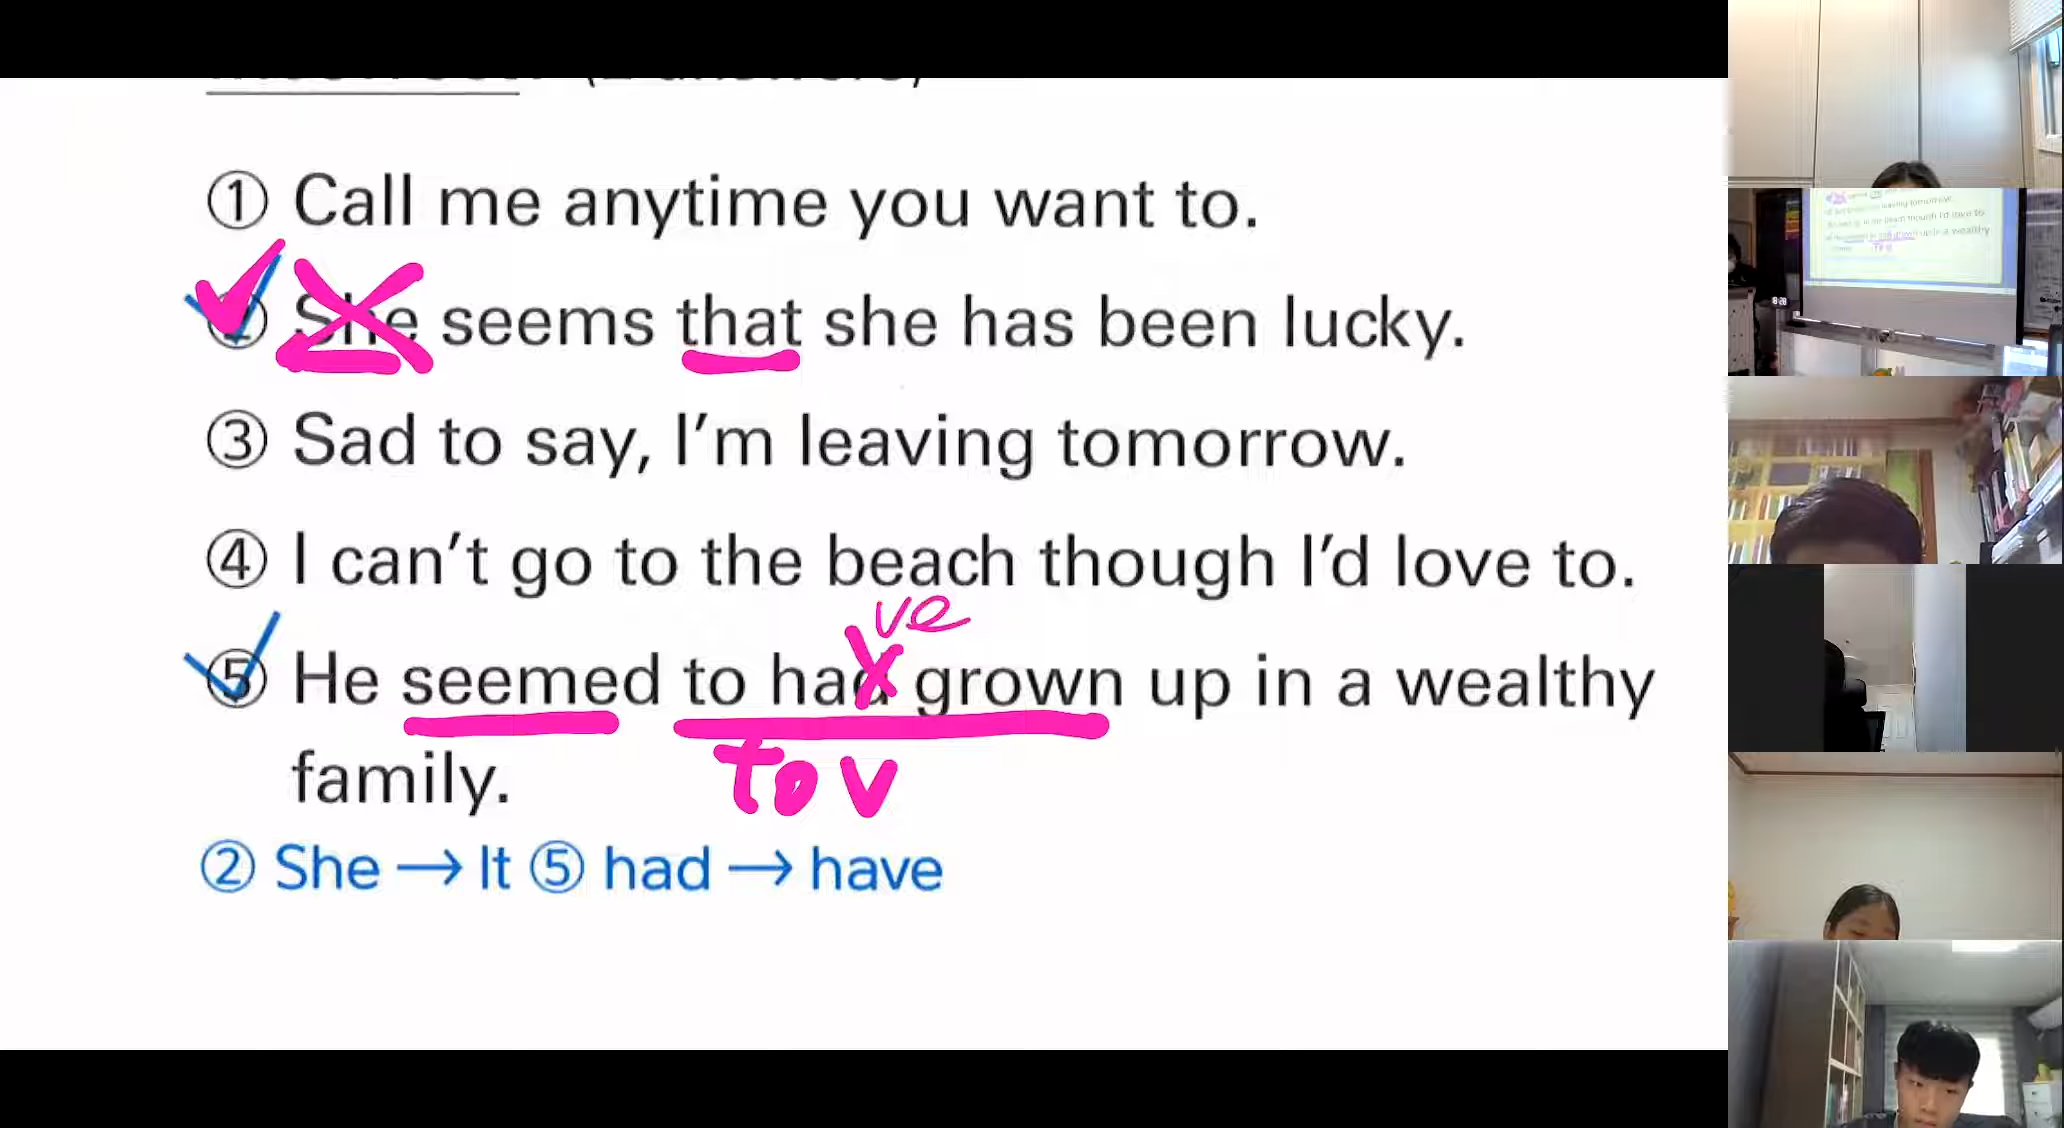 ① Call me anytime you want to.
② She seems that she has been lucky.
③ Sad to say, I'm leaving tomorrow.
④ I can't go to the beach though I'd love to.
ve
⑤ He seemed to had grown up in a wealthy
family.
to v
② She → It ⑤ had → have